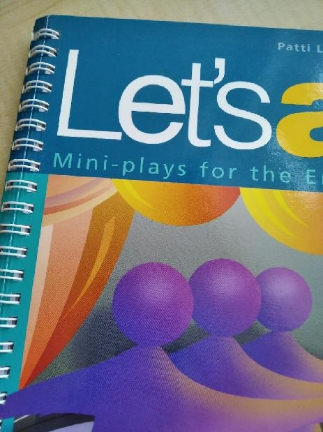 Patti L
Let's a
Mini-plays for the E